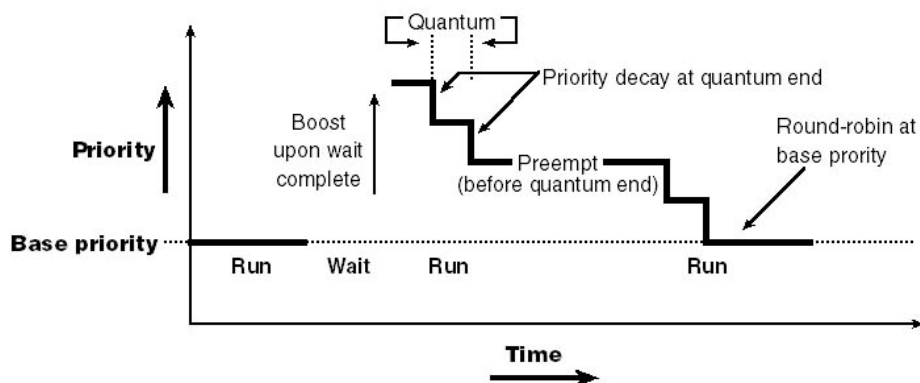 Quantum
Priority decay at quantum end
Boost
upon wait
complete
Round-robin at
base prority
Priority
Preempt
(before quantum end)
Base priority
Run
Wait
Run
Run
Time